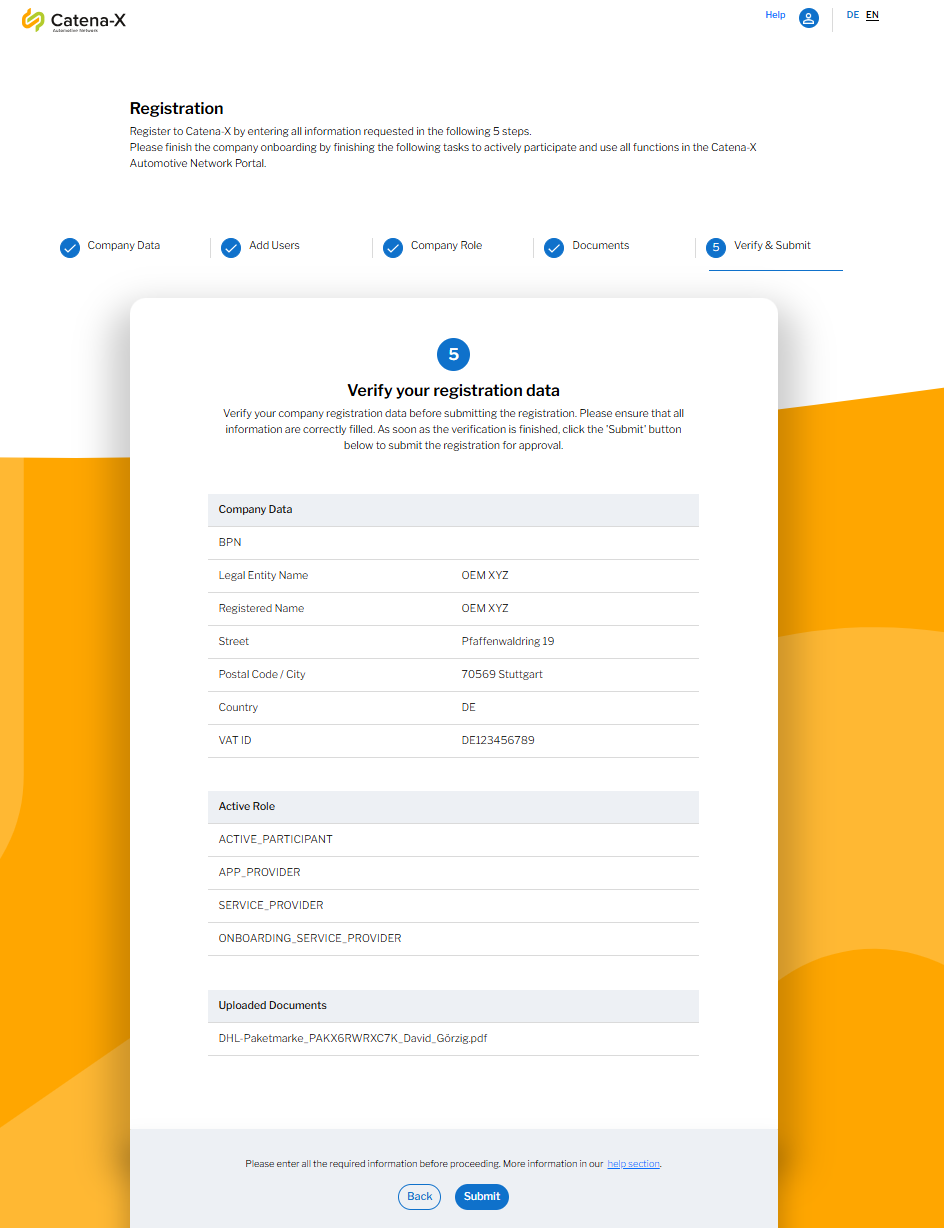 Catena-X
Automotive Network
Help
DE EN
Registration
Register to Catena-X by entering all information requested in the following 5 steps.
Please finish the company onboarding by finishing the following tasks to actively participate and use all functions in the Catena-X
Automotive Network Portal.
Company Data
Add Users
Company Role
Documents
5 Verify & Submit
5
Verify your registration data
Verify your company registration data before submitting the registration. Please ensure that all
information are correctly filled. As soon as the verification is finished, click the 'Submit' button
below to submit the registration for approval.
Company Data
BPN
Legal Entity Name OEM XYZ
Registered Name OEM XYZ
Street Pfaffenwaldring 19
Postal Code / City 70569 Stuttgart
Country DE
VAT ID DE123456789
Active Role
ACTIVE_PARTICIPANT
APP_PROVIDER
SERVICE_PROVIDER
ONBOARDING_SERVICE_PROVIDER
Uploaded Documents
DHL-Paketmarke_PAKX6RWRXC7K_David_Görzig.pdf
Please enter all the required information before proceeding. More information in our help section.
Back Submit